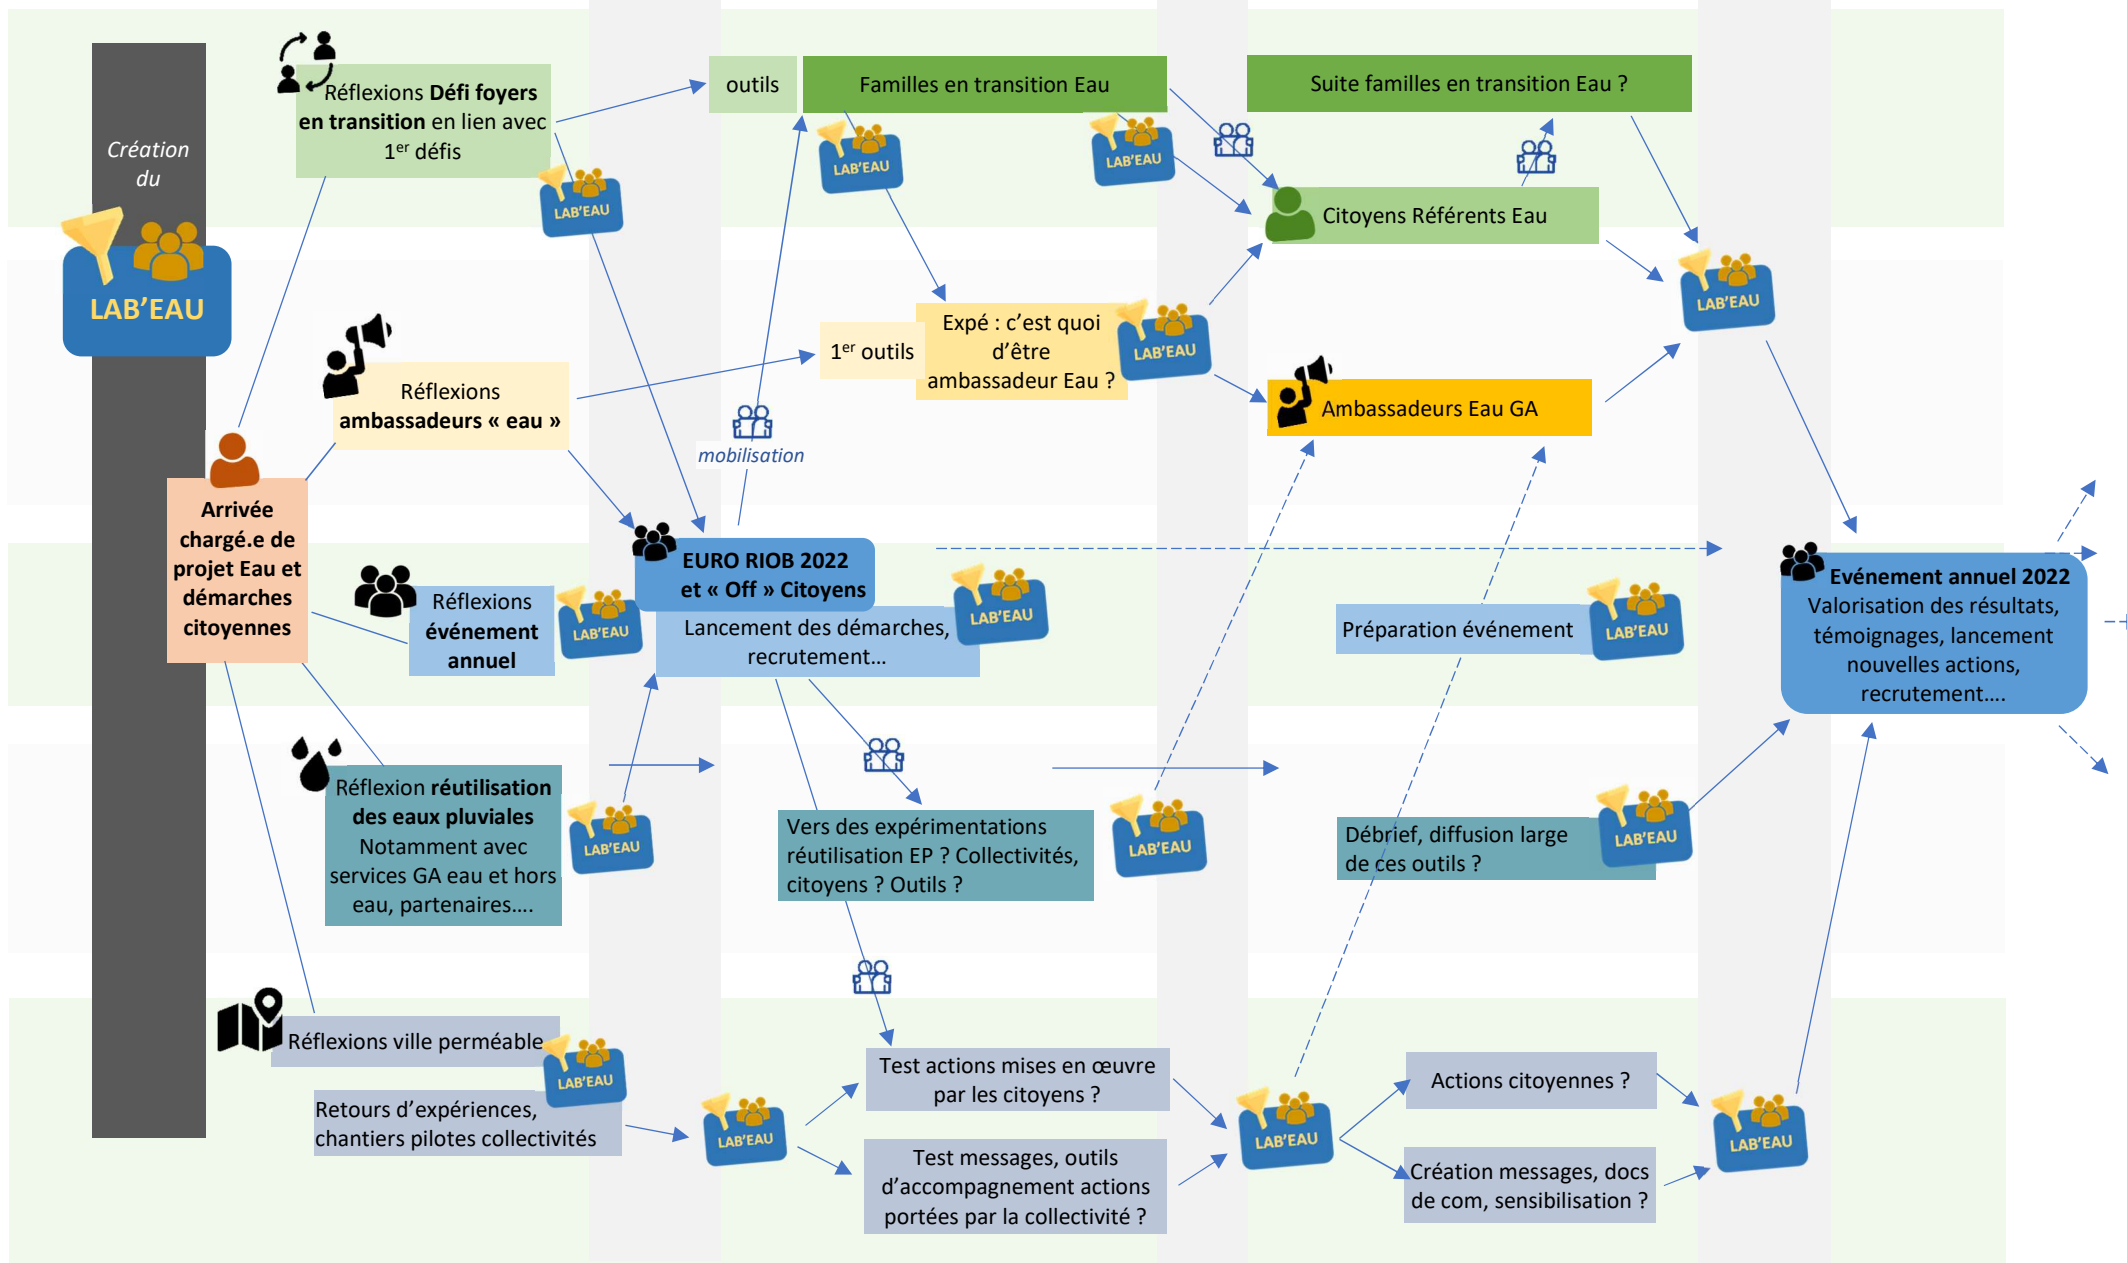 Création
du
LAB'EAU
Réflexions Défi foyers
en transition en lien avec
1er défis
LAB'EAU
outils
Familles en transition Eau
LAB'EAU
LAB'EAU
Suite familles en transition Eau ?
Citoyens Référents Eau
LAB'EAU
Réflexions
ambassadeurs « eau »
1er outils
Expé : c'est quoi
d'être
ambassadeur Eau ?
LAB'EAU
Ambassadeurs Eau GA
mobilisation
Arrivée
chargé.e de
projet Eau et
démarches
citoyennes
Réflexions
événement
annuel
LAB'EAU
EURO RIOB 2022
et « Off » Citoyens
Lancement des démarches,
recrutement…
LAB'EAU
Préparation événement
LAB'EAU
Evénement annuel 2022
Valorisation des résultats,
témoignages, lancement
nouvelles actions,
recrutement….
Réflexion réutilisation
des eaux pluviales
Notamment avec
services GA eau et hors
eau, partenaires….
LAB'EAU
Vers des expérimentations
réutilisation EP ? Collectivités,
citoyens ? Outils ?
LAB'EAU
Débrief, diffusion large
de ces outils ?
LAB'EAU
Réflexions ville perméable
LAB'EAU
Retours d'expériences,
chantiers pilotes collectivités
LAB'EAU
Test actions mises en œuvre
par les citoyens ?
Test messages, outils
d'accompagnement actions
portées par la collectivité ?
LAB'EAU
Actions citoyennes ?
Création messages, docs
de com, sensibilisation ?
LAB'EAU